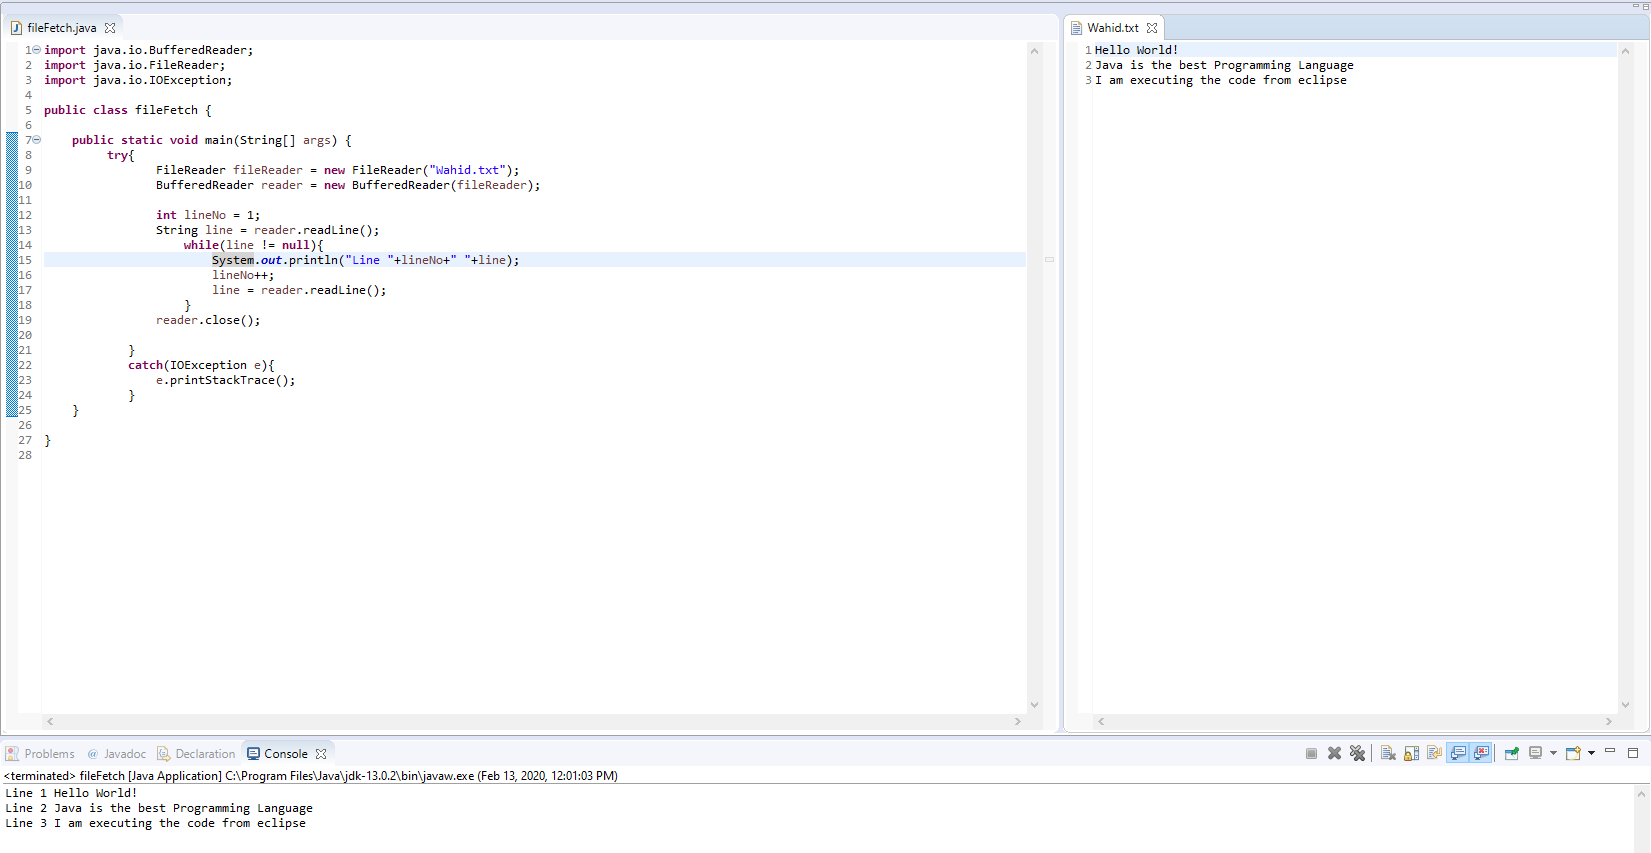 fileFetch.java
1 import java.io.BufferedReader;
2 import java.io.FileReader;
3 import java.io.IOException;
4
5 public class fileFetch {
6
7 public static void main(String[] args) {
8 try{
9 FileReader fileReader = new FileReader("Wahid.txt");
10 BufferedReader reader = new BufferedReader(fileReader);
11
12 int lineNo = 1;
13 String line = reader.readLine();
14 while(line != null){
15 System.out.println("Line "+lineNo+" "+line);
16 lineNo++;
17 line = reader.readLine();
18 }
19 reader.close();
20
21 }
22 catch(IOException e){
23 e.printStackTrace();
24 }
25 }
26
27 }
28
Wahid.txt
1 Hello World!
2 Java is the best Programming Language
3 I am executing the code from eclipse
Problems @ Javadoc Declaration Console
<terminated> fileFetch [Java Application] C:\Program Files\Java\jdk-13.0.2\bin\javaw.exe (Feb 13, 2020, 12:01:03 PM)
Line 1 Hello World!
Line 2 Java is the best Programming Language
Line 3 I am executing the code from eclipse